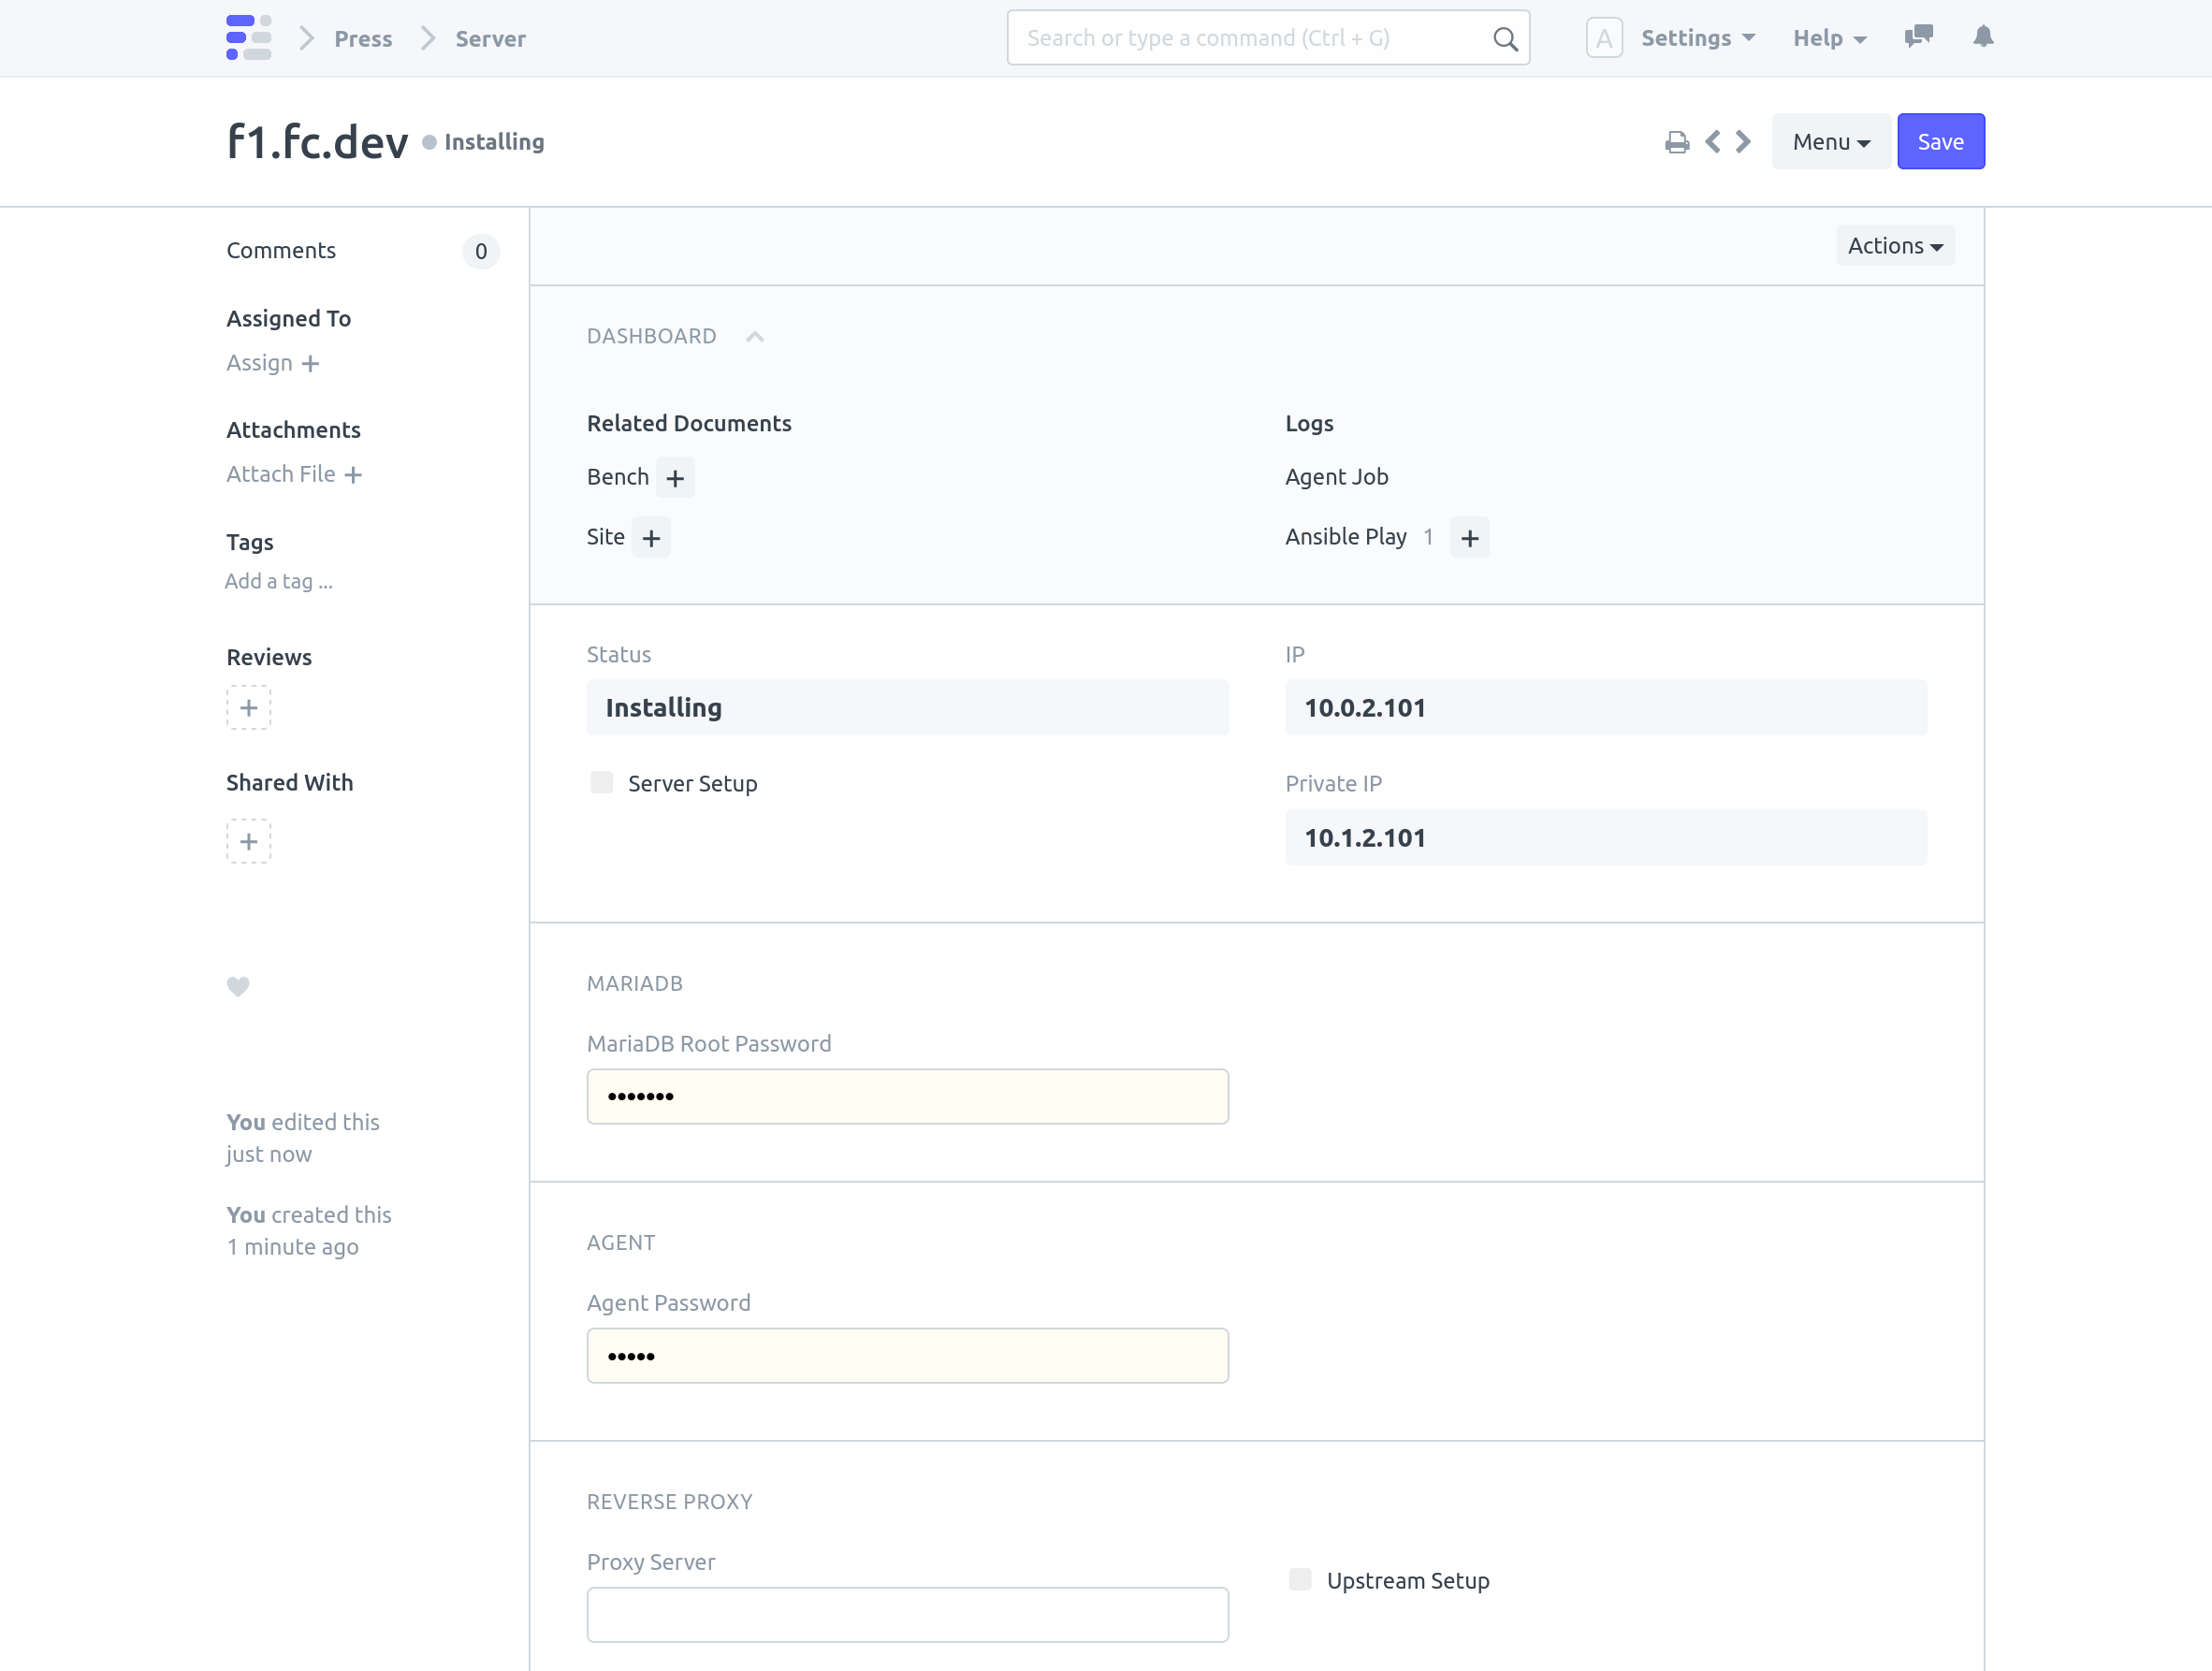 Press
Server
Search or type a command (Ctrl + G)
A
Settings
Help
f1.fc.dev
Installing
Menu
Save
Comments
0
Assigned To
Assign +
Attachments
Attach File +
Tags
Add a tag ...
Reviews
+
Shared With
+
You edited this
just now
You created this
1 minute ago
Actions
DASHBOARD
Related Documents
Bench +
Site +
Logs
Agent Job
Ansible Play 1 +
Status
Installing
Server Setup
IP
10.0.2.101
Private IP
10.1.2.101
MARIADB
MariaDB Root Password
•••••••
AGENT
Agent Password
•••••
REVERSE PROXY
Proxy Server
Upstream Setup